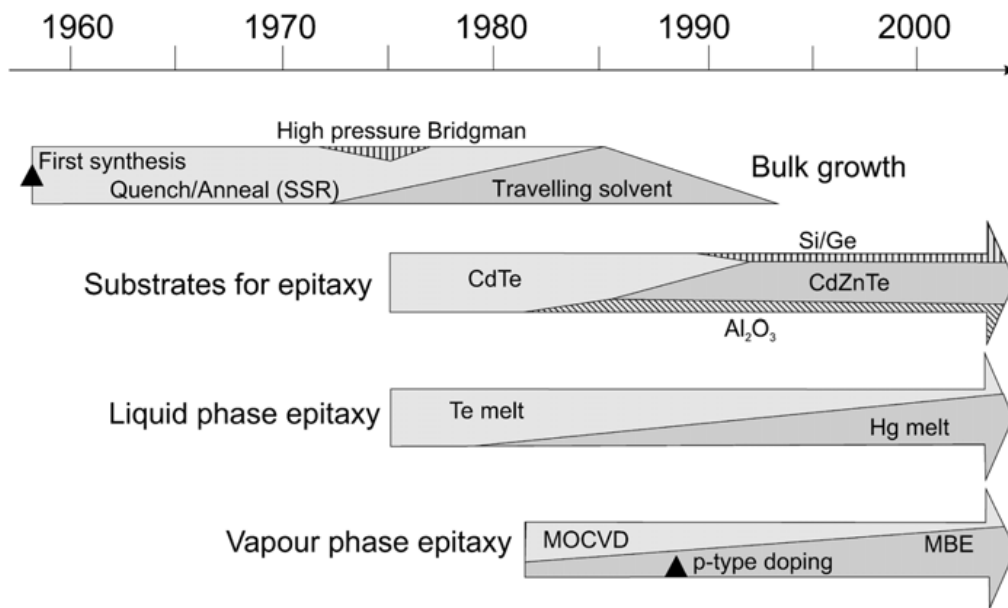 1960 1970 1980 1990 2000
High pressure Bridgman
First synthesis
Quench/Anneal (SSR)
Travelling solvent
Bulk growth
Substrates for epitaxy
CdTe
Si/Ge
CdZnTe
Al₂O₃
Liquid phase epitaxy
Te melt
Hg melt
Vapour phase epitaxy
MOCVD
MBE
p-type doping